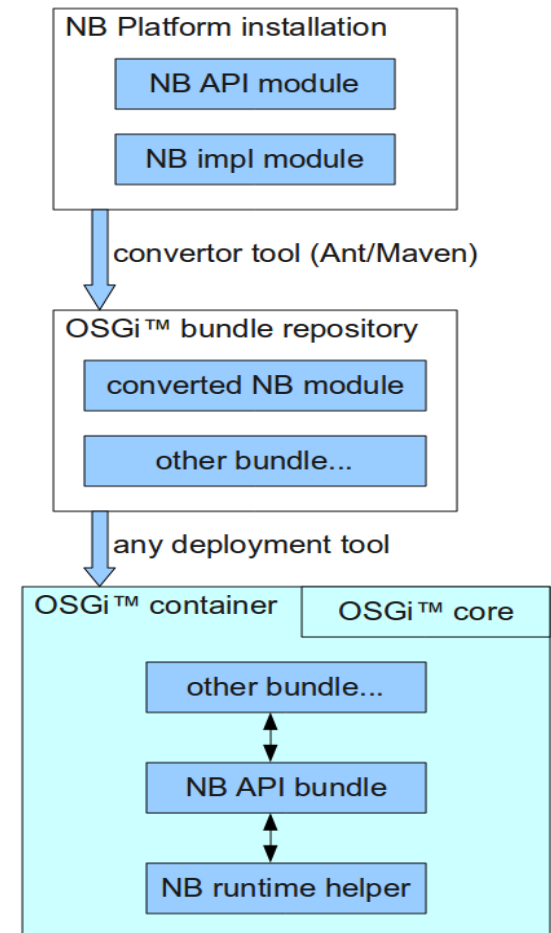 NB Platform installation
NB API module
NB impl module
convertor tool (Ant/Maven)
OSGi™ bundle repository
converted NB module
other bundle...
any deployment tool
OSGi™ container
OSGi™ core
other bundle...
NB API bundle
NB runtime helper